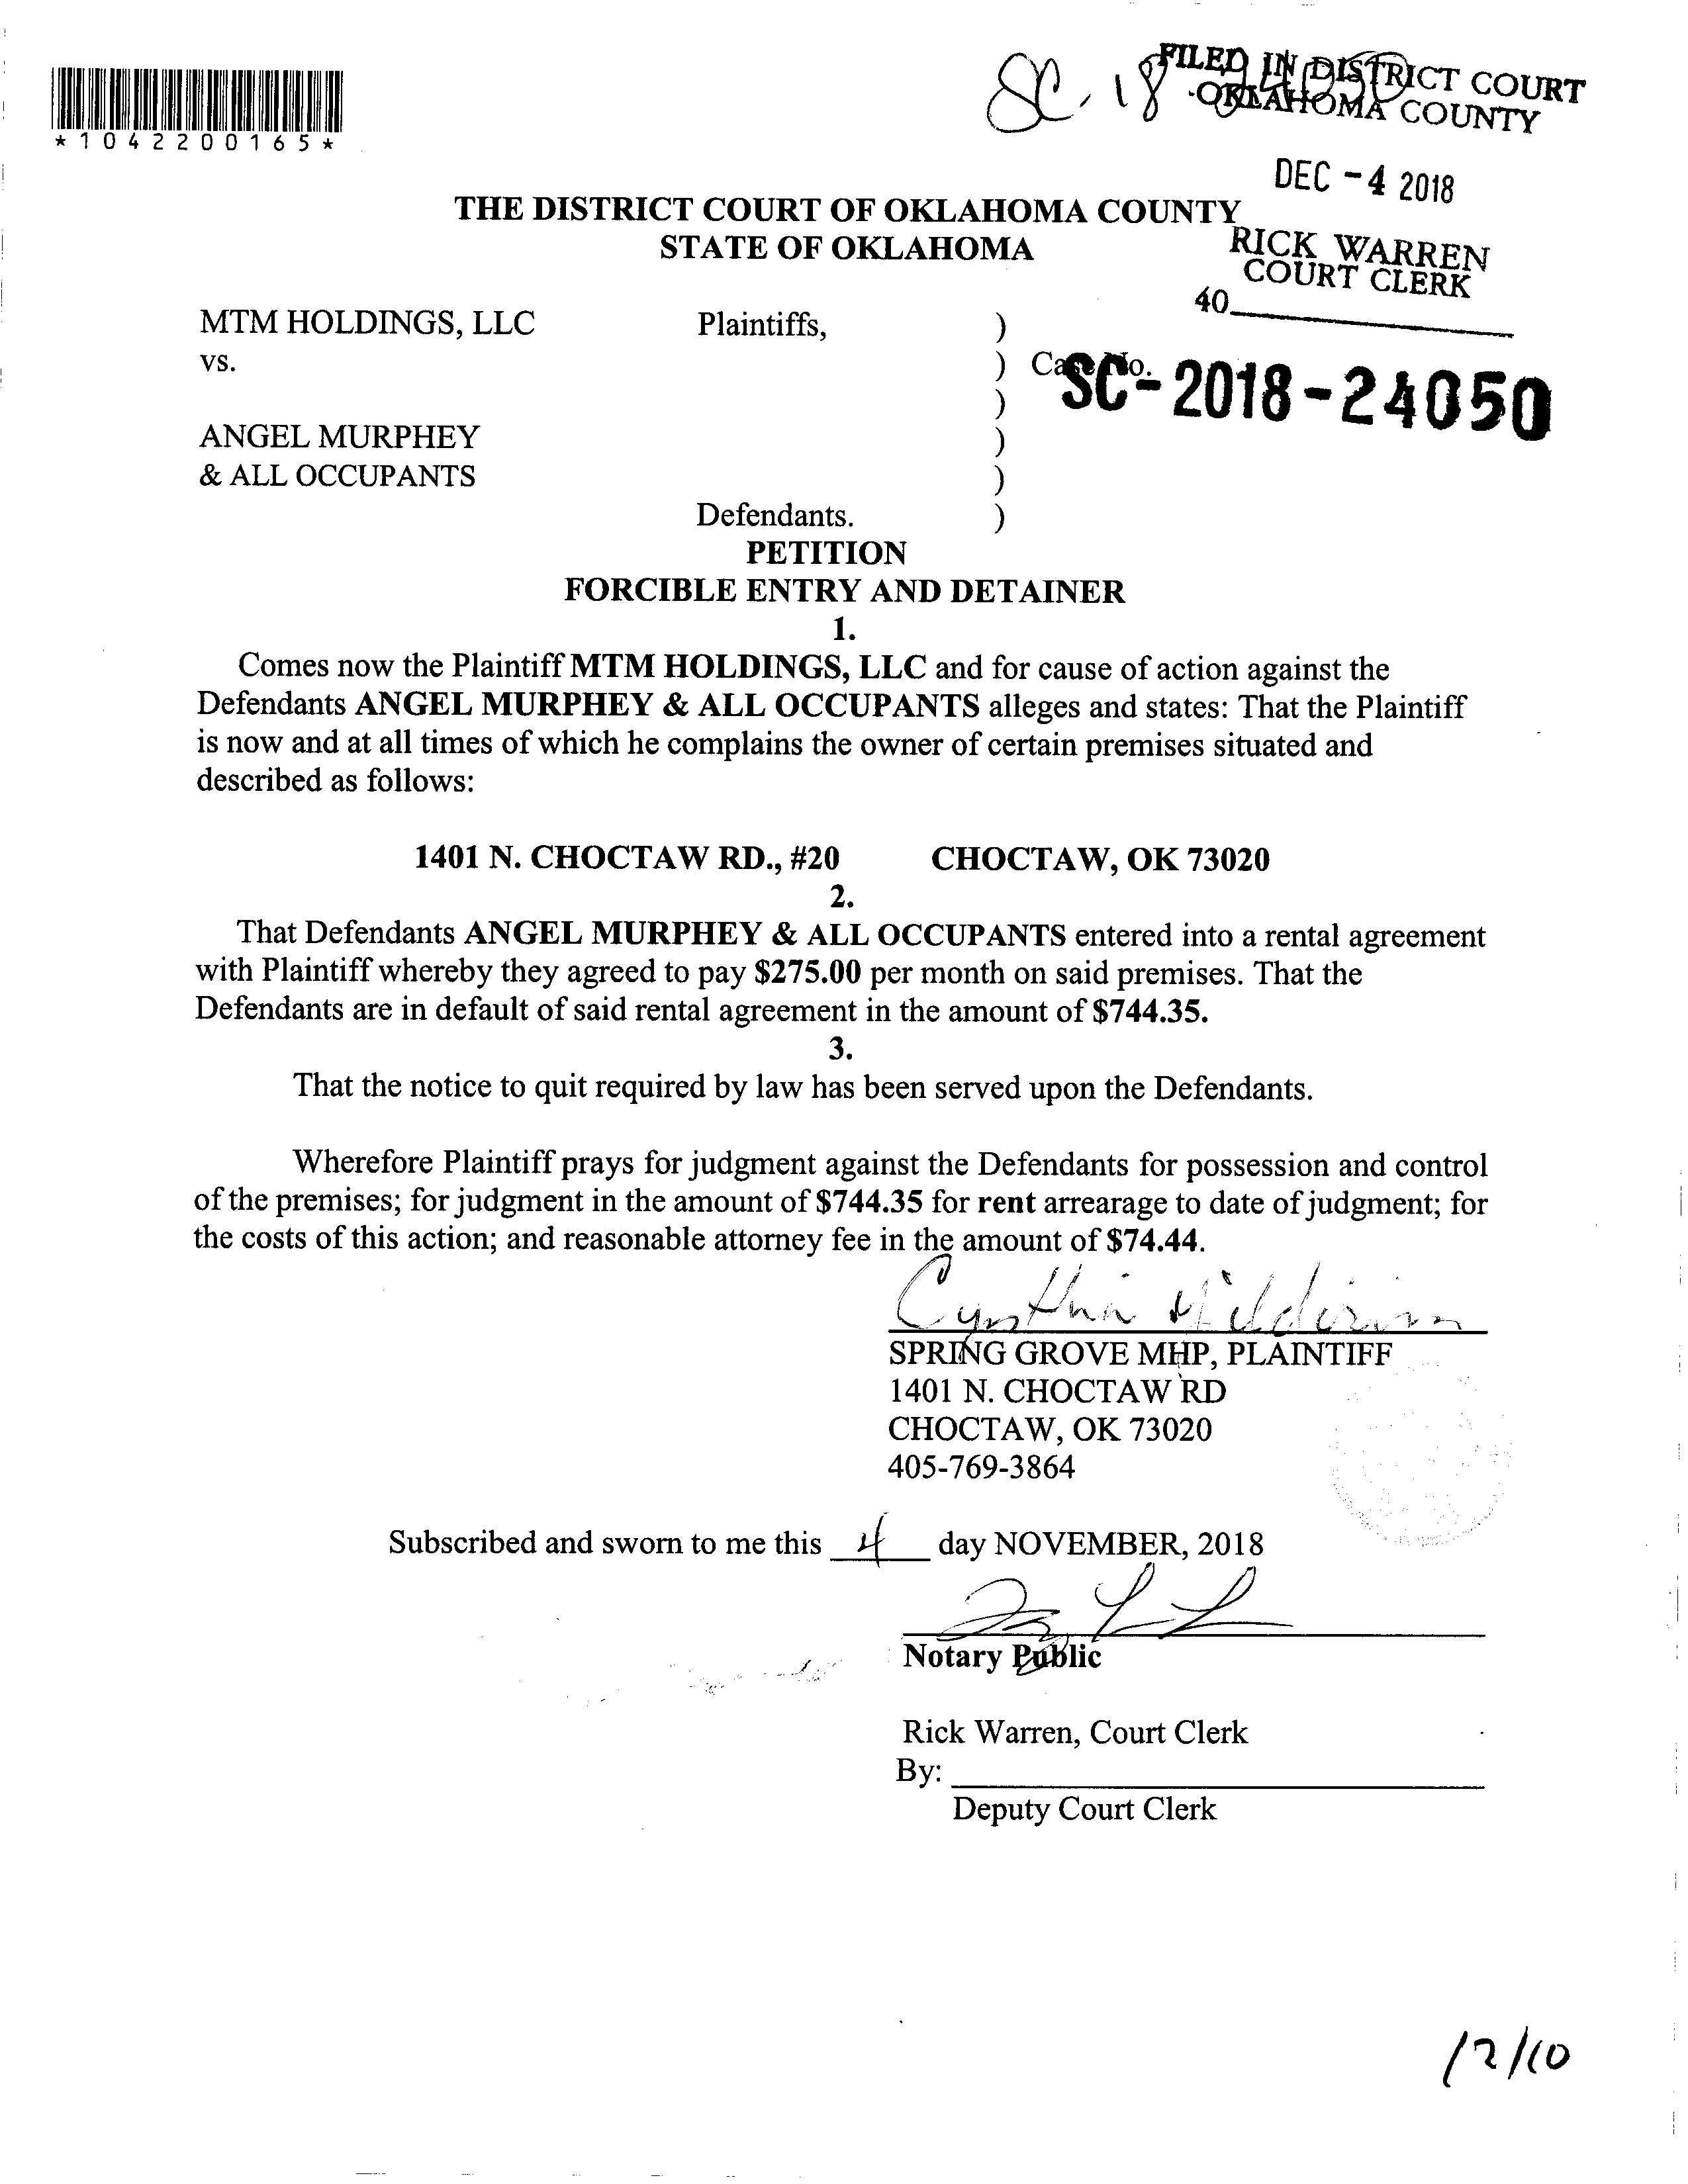 SC-18-24050
FILED IN DISTRICT COURT
OKLAHOMA COUNTY
*1042200165*
DEC -4 2018
THE DISTRICT COURT OF OKLAHOMA COUNTY
STATE OF OKLAHOMA
RICK WARREN
COURT CLERK
40
MTM HOLDINGS, LLC Plaintiffs, )
vs. ) Case No.
SC-2018-24050
)
ANGEL MURPHEY )
& ALL OCCUPANTS )
Defendants. )
PETITION
FORCIBLE ENTRY AND DETAINER
1.
Comes now the Plaintiff MTM HOLDINGS, LLC and for cause of action against the
Defendants ANGEL MURPHEY & ALL OCCUPANTS alleges and states: That the Plaintiff
is now and at all times of which he complains the owner of certain premises situated and
described as follows:
1401 N. CHOCTAW RD., #20 CHOCTAW, OK 73020
2.
That Defendants ANGEL MURPHEY & ALL OCCUPANTS entered into a rental agreement
with Plaintiff whereby they agreed to pay $275.00 per month on said premises. That the
Defendants are in default of said rental agreement in the amount of $744.35.
3.
That the notice to quit required by law has been served upon the Defendants.
Wherefore Plaintiff prays for judgment against the Defendants for possession and control
of the premises; for judgment in the amount of $744.35 for rent arrearage to date of judgment; for
the costs of this action; and reasonable attorney fee in the amount of $74.44.
Cynthia
SPRING GROVE MHP, PLAINTIFF
1401 N. CHOCTAW RD
CHOCTAW, OK 73020
405-769-3864
Subscribed and sworn to me this 4 day NOVEMBER, 2018
Notary Public
Rick Warren, Court Clerk
By:
Deputy Court Clerk
12/10